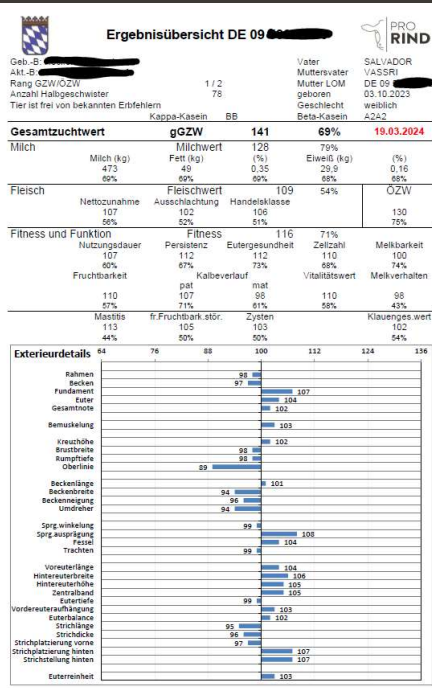 Ergebnisübersicht DE 09
PRO
RIND
Geb.-B:
Akt.-B:
Rang GZW/ÖZW 1 / 2
Anzahl Halbgeschwister 78
Tier ist frei von bekannten Erbfehlern
Vater SALVADOR
Muttersvater VASSRI
Mutter LOM DE 09
geboren 03.10.2023
Geschlecht weiblich
Kappa-Kasein BB Beta-Kasein A2A2
Gesamtzuchtwert gGZW 141 69% 19.03.2024
Milch Milchwert 128 79%
Milch (kg) Fett (kg) (%) Eiweiß (kg) (%)
473 49 0,35 29,9 0,16
69% 69% 69% 68% 68%
Fleisch Fleischwert 109 54% ÖZW
Nettozunahme Ausschlachtung Handelsklasse
107 102 106 130
56% 52% 51% 75%
Fitness und Funktion Fitness 116 71%
Nutzungsdauer Persistenz Eutergesundheit Zellzahl Melkbarkeit
107 112 112 110 100
60% 67% 73% 68% 74%
Fruchtbarkeit Kalbeverlauf Vitalitätswert Melkverhalten
pat mat
110 107 98 110 98
57% 71% 61% 58% 43%
Mastitis fr.Fruchtbark.stör. Zysten Klauenges.wert
113 105 103 102
44% 50% 50% 54%
Exterieurdetails 64 76 88 100 112 124 136
Rahmen 98
Becken 97
Fundament 107
Euter 104
Gesamtnote 102
Bemuskelung 103
Kreuzhöhe 102
Brustbreite 98
Rumpftiefe 98
Oberlinie 89
Beckenlänge 101
Beckenbreite 94
Beckenneigung 96
Umdreher 94
Sprg.winkelung 99
Sprg.ausprägung 108
Fessel 104
Trachten 99
Voreuterlänge 104
Hintereuterbreite 106
Hintereuterhöhe 105
Zentralband 105
Eutertiefe 99
Vordereuteraufhängung 103
Euterbalance 102
Strichlänge 95
Strichdicke 96
Strichplatzierung vorne 97
Strichplatzierung hinten 107
Strichstellung hinten 107
Euterreinheit 103